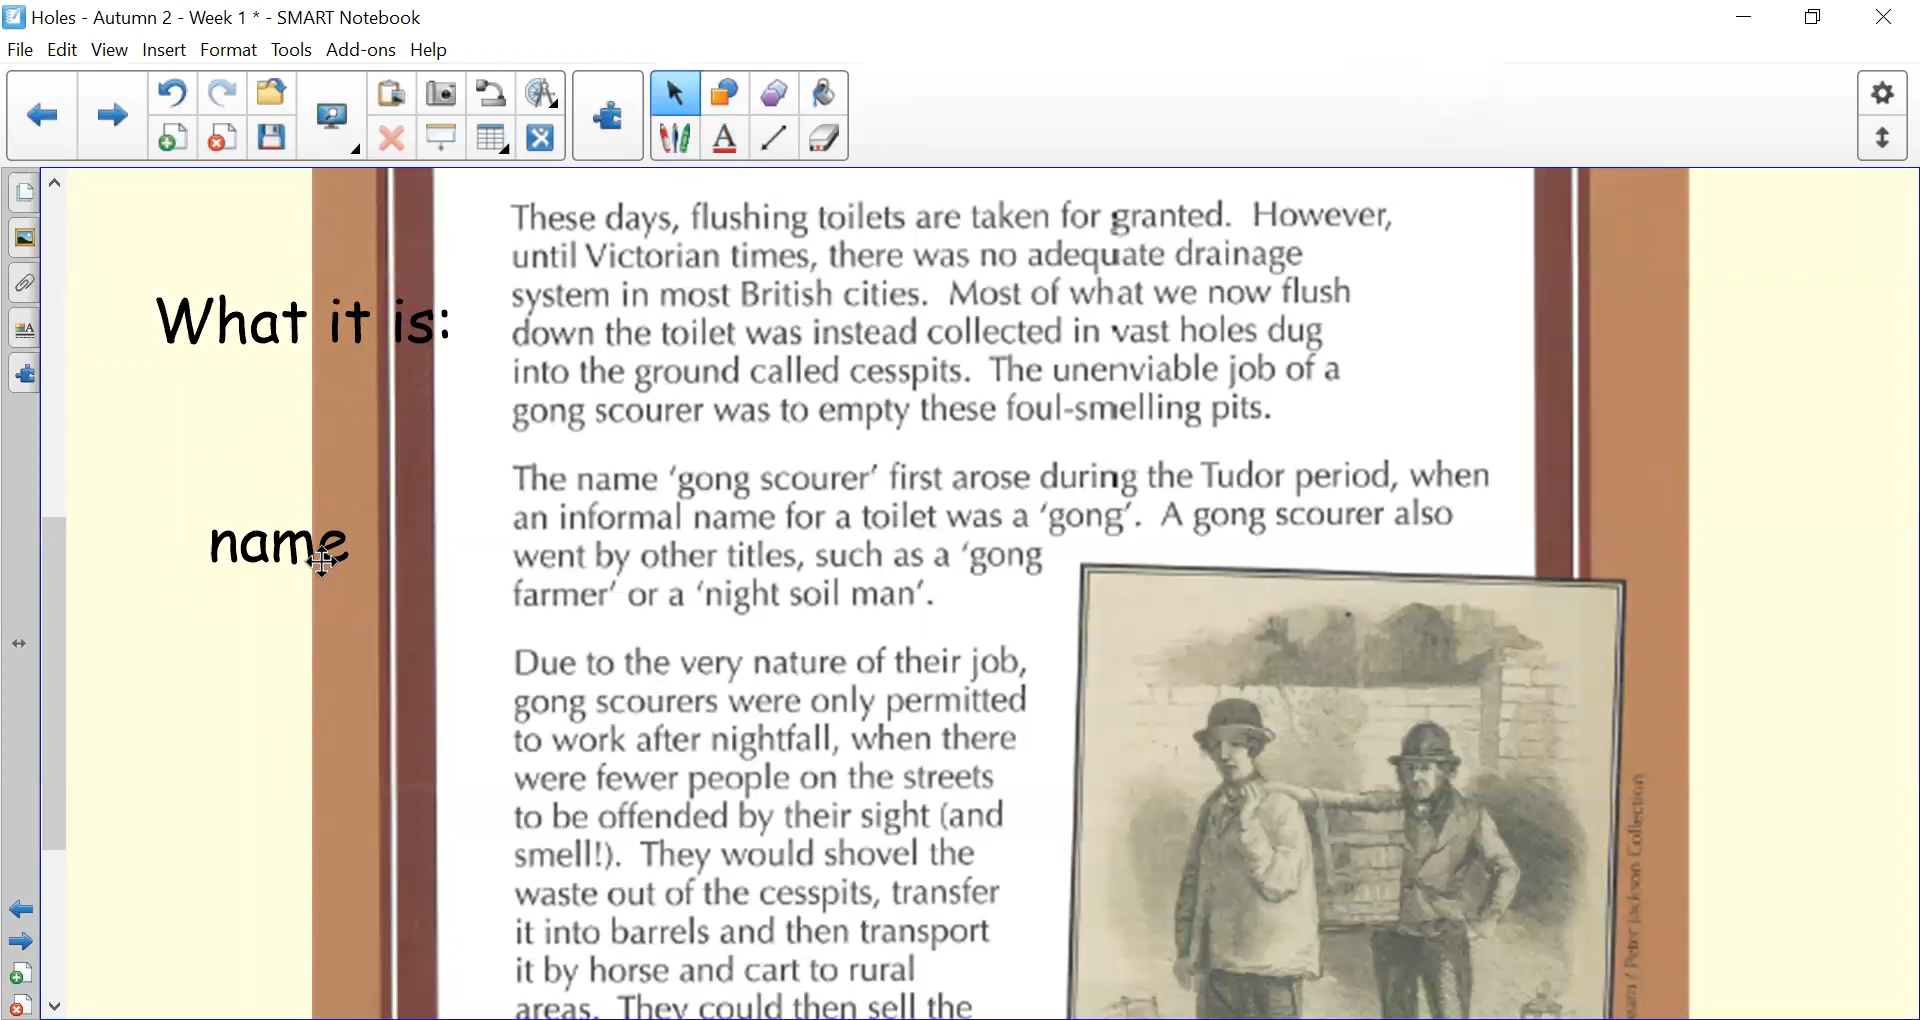 Holes - Autumn 2 - Week 1 * - SMART Notebook
File Edit View Insert Format Tools Add-ons Help
What it is:
name
These days, flushing toilets are taken for granted. However,
until Victorian times, there was no adequate drainage
system in most British cities. Most of what we now flush
down the toilet was instead collected in vast holes dug
into the ground called cesspits. The unenviable job of a
gong scourer was to empty these foul-smelling pits.
The name ‘gong scourer’ first arose during the Tudor period, when
an informal name for a toilet was a ‘gong’. A gong scourer also
went by other titles, such as a ‘gong
farmer’ or a ‘night soil man’.
Due to the very nature of their job,
gong scourers were only permitted
to work after nightfall, when there
were fewer people on the streets
to be offended by their sight (and
smell!). They would shovel the
waste out of the cesspits, transfer
it into barrels and then transport
it by horse and cart to rural
areas. They could then sell the
/ Peter Jackson Collection